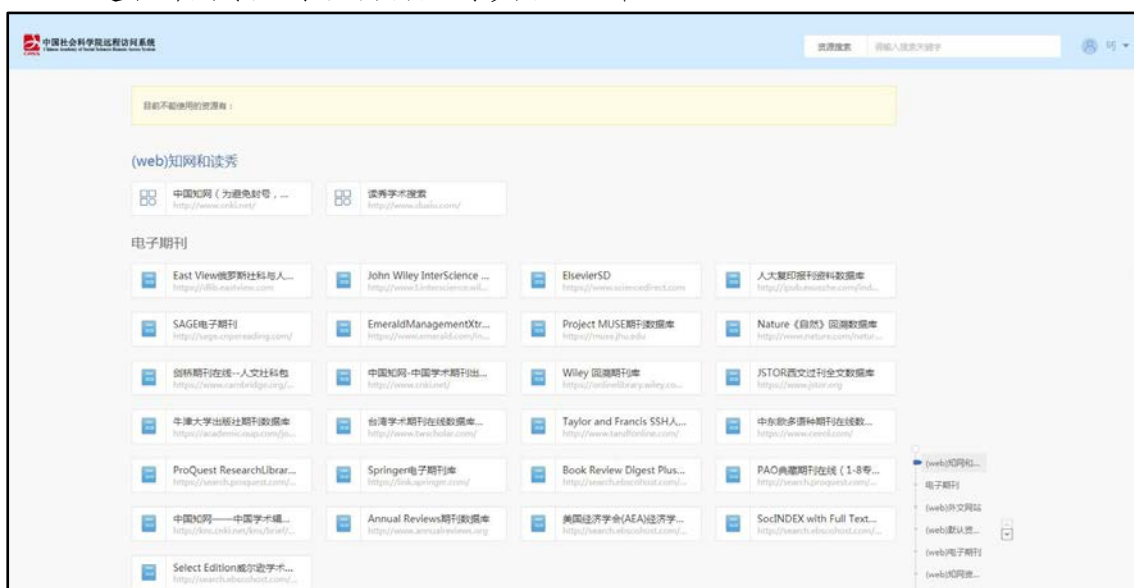 中国社会科学院远程访问系统
资源搜索 请输入搜索关键字
目前不能使用的资源有：
(web)知网和读秀
中国知网（为避免封号，...
http://www.cnki.net/
读秀学术搜索
http://www.duxiu.com/
电子期刊
East View俄罗斯社科与人...
https://dlib.eastview.com
John Wiley InterScience ...
http://www3.interscience.wil...
ElsevierSD
https://www.sciencedirect.com
人大复印报刊资料数据库
http://ipub.exuezhe.com/ind...
SAGE电子期刊
http://sage.cnpereading.com/
EmeraldManagementXtr...
https://www.emerald.com/in...
Project MUSE期刊数据库
https://muse.jhu.edu
Nature《自然》回溯数据库
http://www.nature.com/natur...
剑桥期刊在线--人文社科包
https://www.cambridge.org/...
中国知网-中国学术期刊出...
http://www.cnki.net/
Wiley 回溯期刊库
https://onlinelibrary.wiley.co...
JSTOR西文过刊全文数据库
https://www.jstor.org
牛津大学出版社期刊数据库
https://academic.oup.com/jo...
台湾学术期刊在线数据库...
http://www.twscholar.com/
Taylor and Francis SSH人...
http://www.tandfonline.com/
中东欧多语种期刊在线数...
https://www.ceeol.com/
ProQuest ResearchLibrar...
https://search.proquest.com/...
Springer电子期刊库
https://link.springer.com/
Book Review Digest Plus...
http://search.ebscohost.com/...
PAO典藏期刊在线（1-8专...
http://search.proquest.com/...
中国知网——中国学术辑...
http://kns.cnki.net/kns/brief/...
Annual Reviews期刊数据库
http://www.annualreviews.org
美国经济学会(AEA)经济学...
http://search.ebscohost.com/...
SocINDEX with Full Text...
http://search.ebscohost.com/...
Select Edition威尔逊学术...
http://search.ebscohost.com/...
(web)知网和...
电子期刊
(web)外文网站
(web)默认资...
(web)电子期刊
(web)知网资...